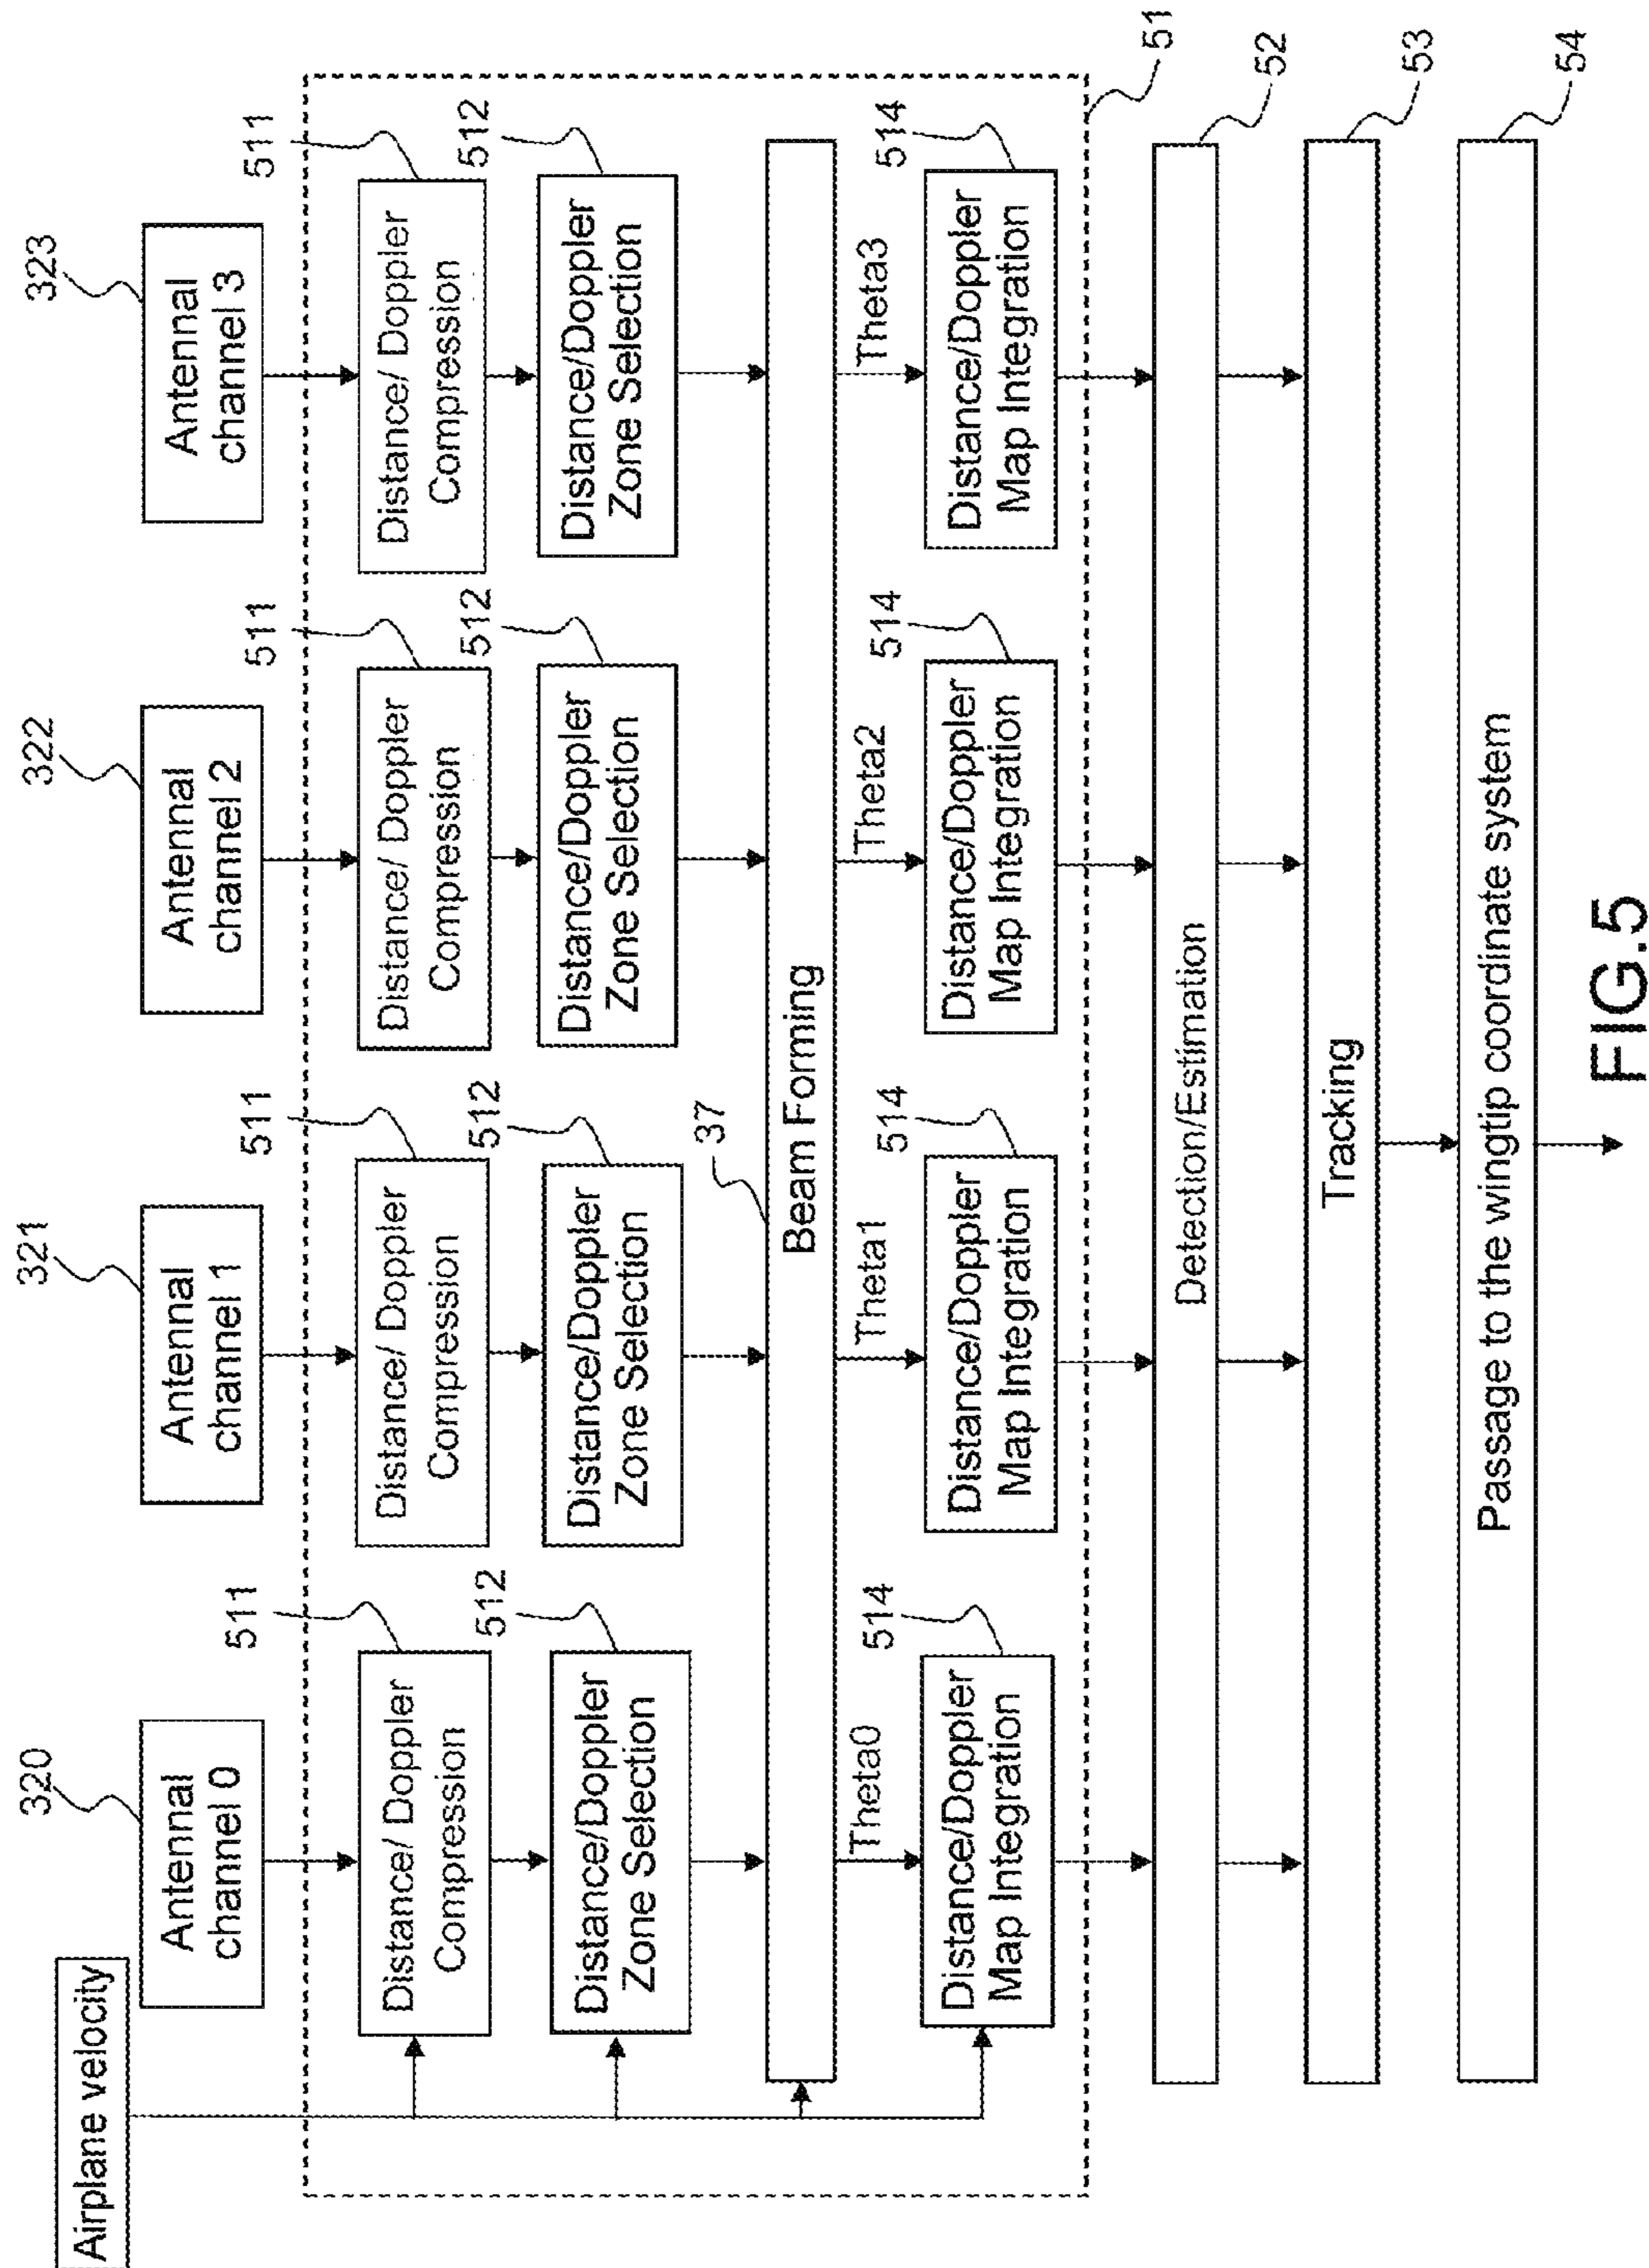 Airplane velocity
320
321
322
323
Antennal
channel 0
Antennal
channel 1
Antennal
channel 2
Antennal
channel 3
511
511
511
511
Distance/ Doppler
Compression
Distance/ Doppler
Compression
Distance/ Doppler
Compression
Distance/ Doppler
Compression
512
512
512
512
Distance/Doppler
Zone Selection
Distance/Doppler
Zone Selection
Distance/Doppler
Zone Selection
Distance/Doppler
Zone Selection
37
Beam Forming
Theta0
Theta1
Theta2
Theta3
514
514
514
514
Distance/Doppler
Map Integration
Distance/Doppler
Map Integration
Distance/Doppler
Map Integration
Distance/Doppler
Map Integration
51
Detection/Estimation
52
Tracking
53
Passage to the wingtip coordinate system
54
FIG.5